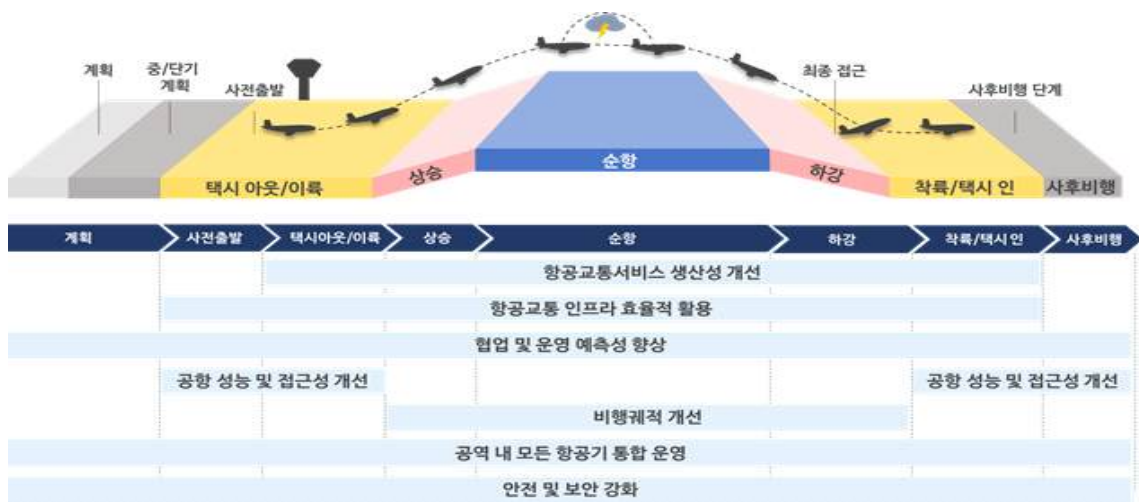 계획
중/단기
계획
사전출발
최종 접근
사후비행 단계
택시 아웃/이륙
상승
순항
하강
착륙/택시 인
사후비행
계획
사전출발
택시아웃/이륙
상승
순항
하강
착륙/택시 인
사후비행
항공교통서비스 생산성 개선
항공교통 인프라 효율적 활용
협업 및 운영 예측성 향상
공항 성능 및 접근성 개선
공항 성능 및 접근성 개선
비행궤적 개선
공역 내 모든 항공기 통합 운영
안전 및 보안 강화